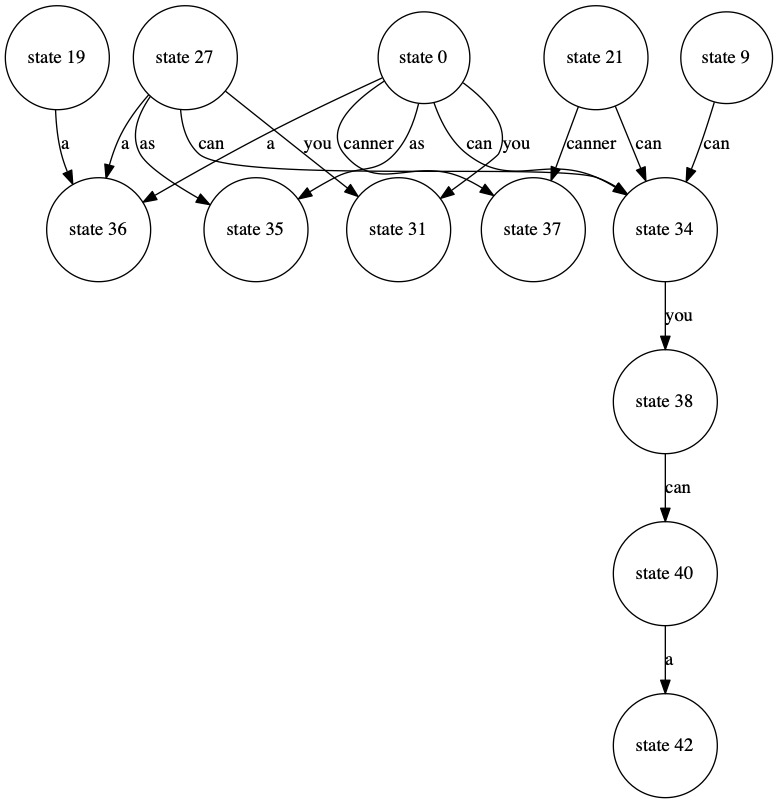 state 19
state 27
state 0
state 21
state 9
a
a
as
can
you
a
canner
as
can
you
canner
can
can
state 36
state 35
state 31
state 37
state 34
you
state 38
can
state 40
a
state 42